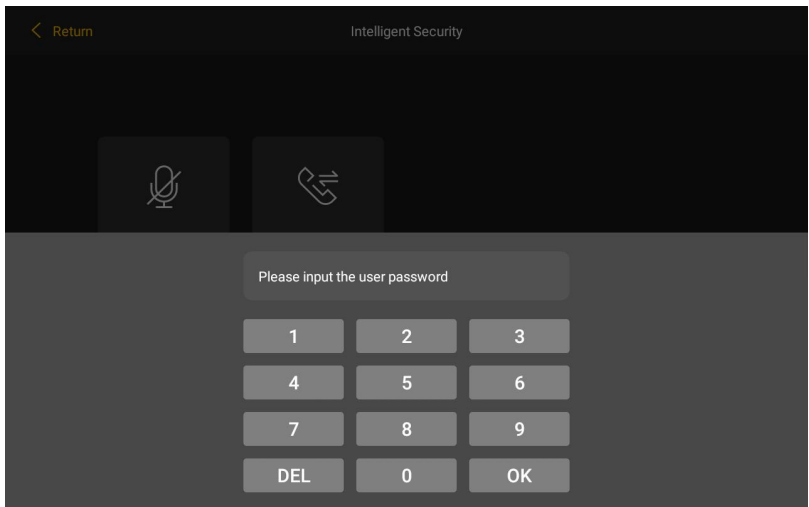 Return
Intelligent Security
Please input the user password
1 2 3
4 5 6
7 8 9
DEL 0 OK